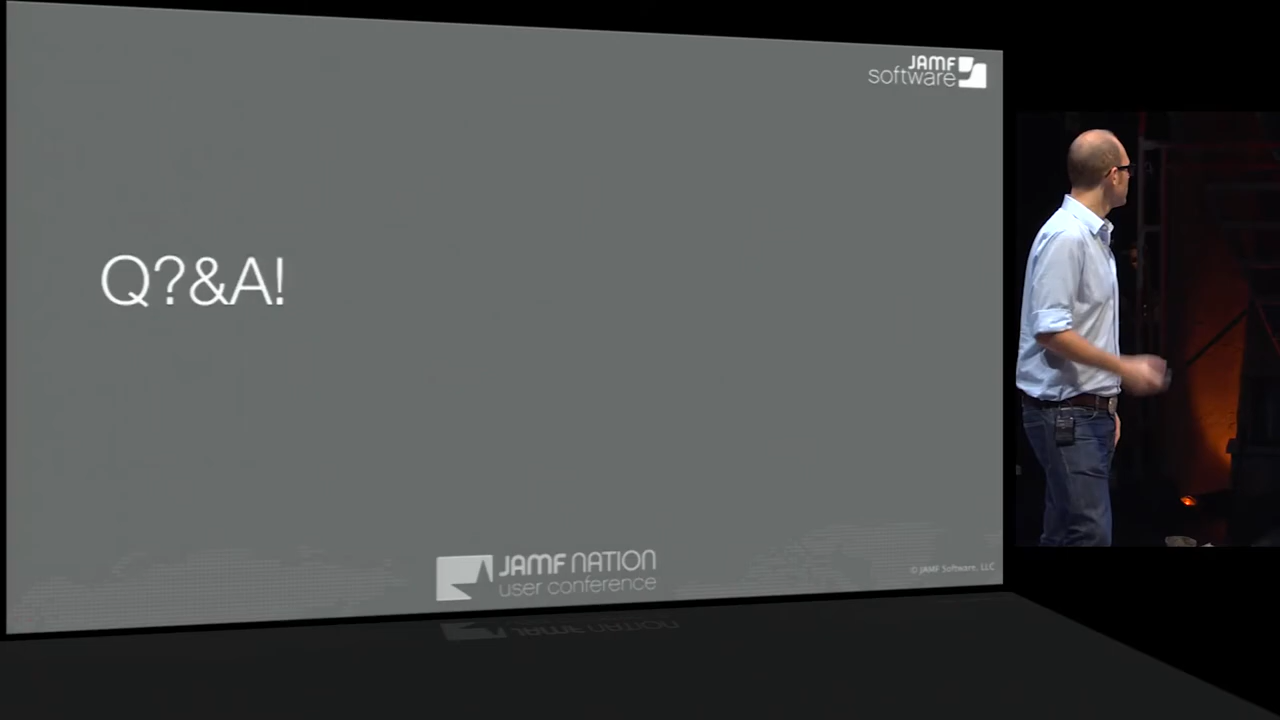 JAMF
software
Q?&A!
JAMF NATION
user conference
© JAMF Software, LLC